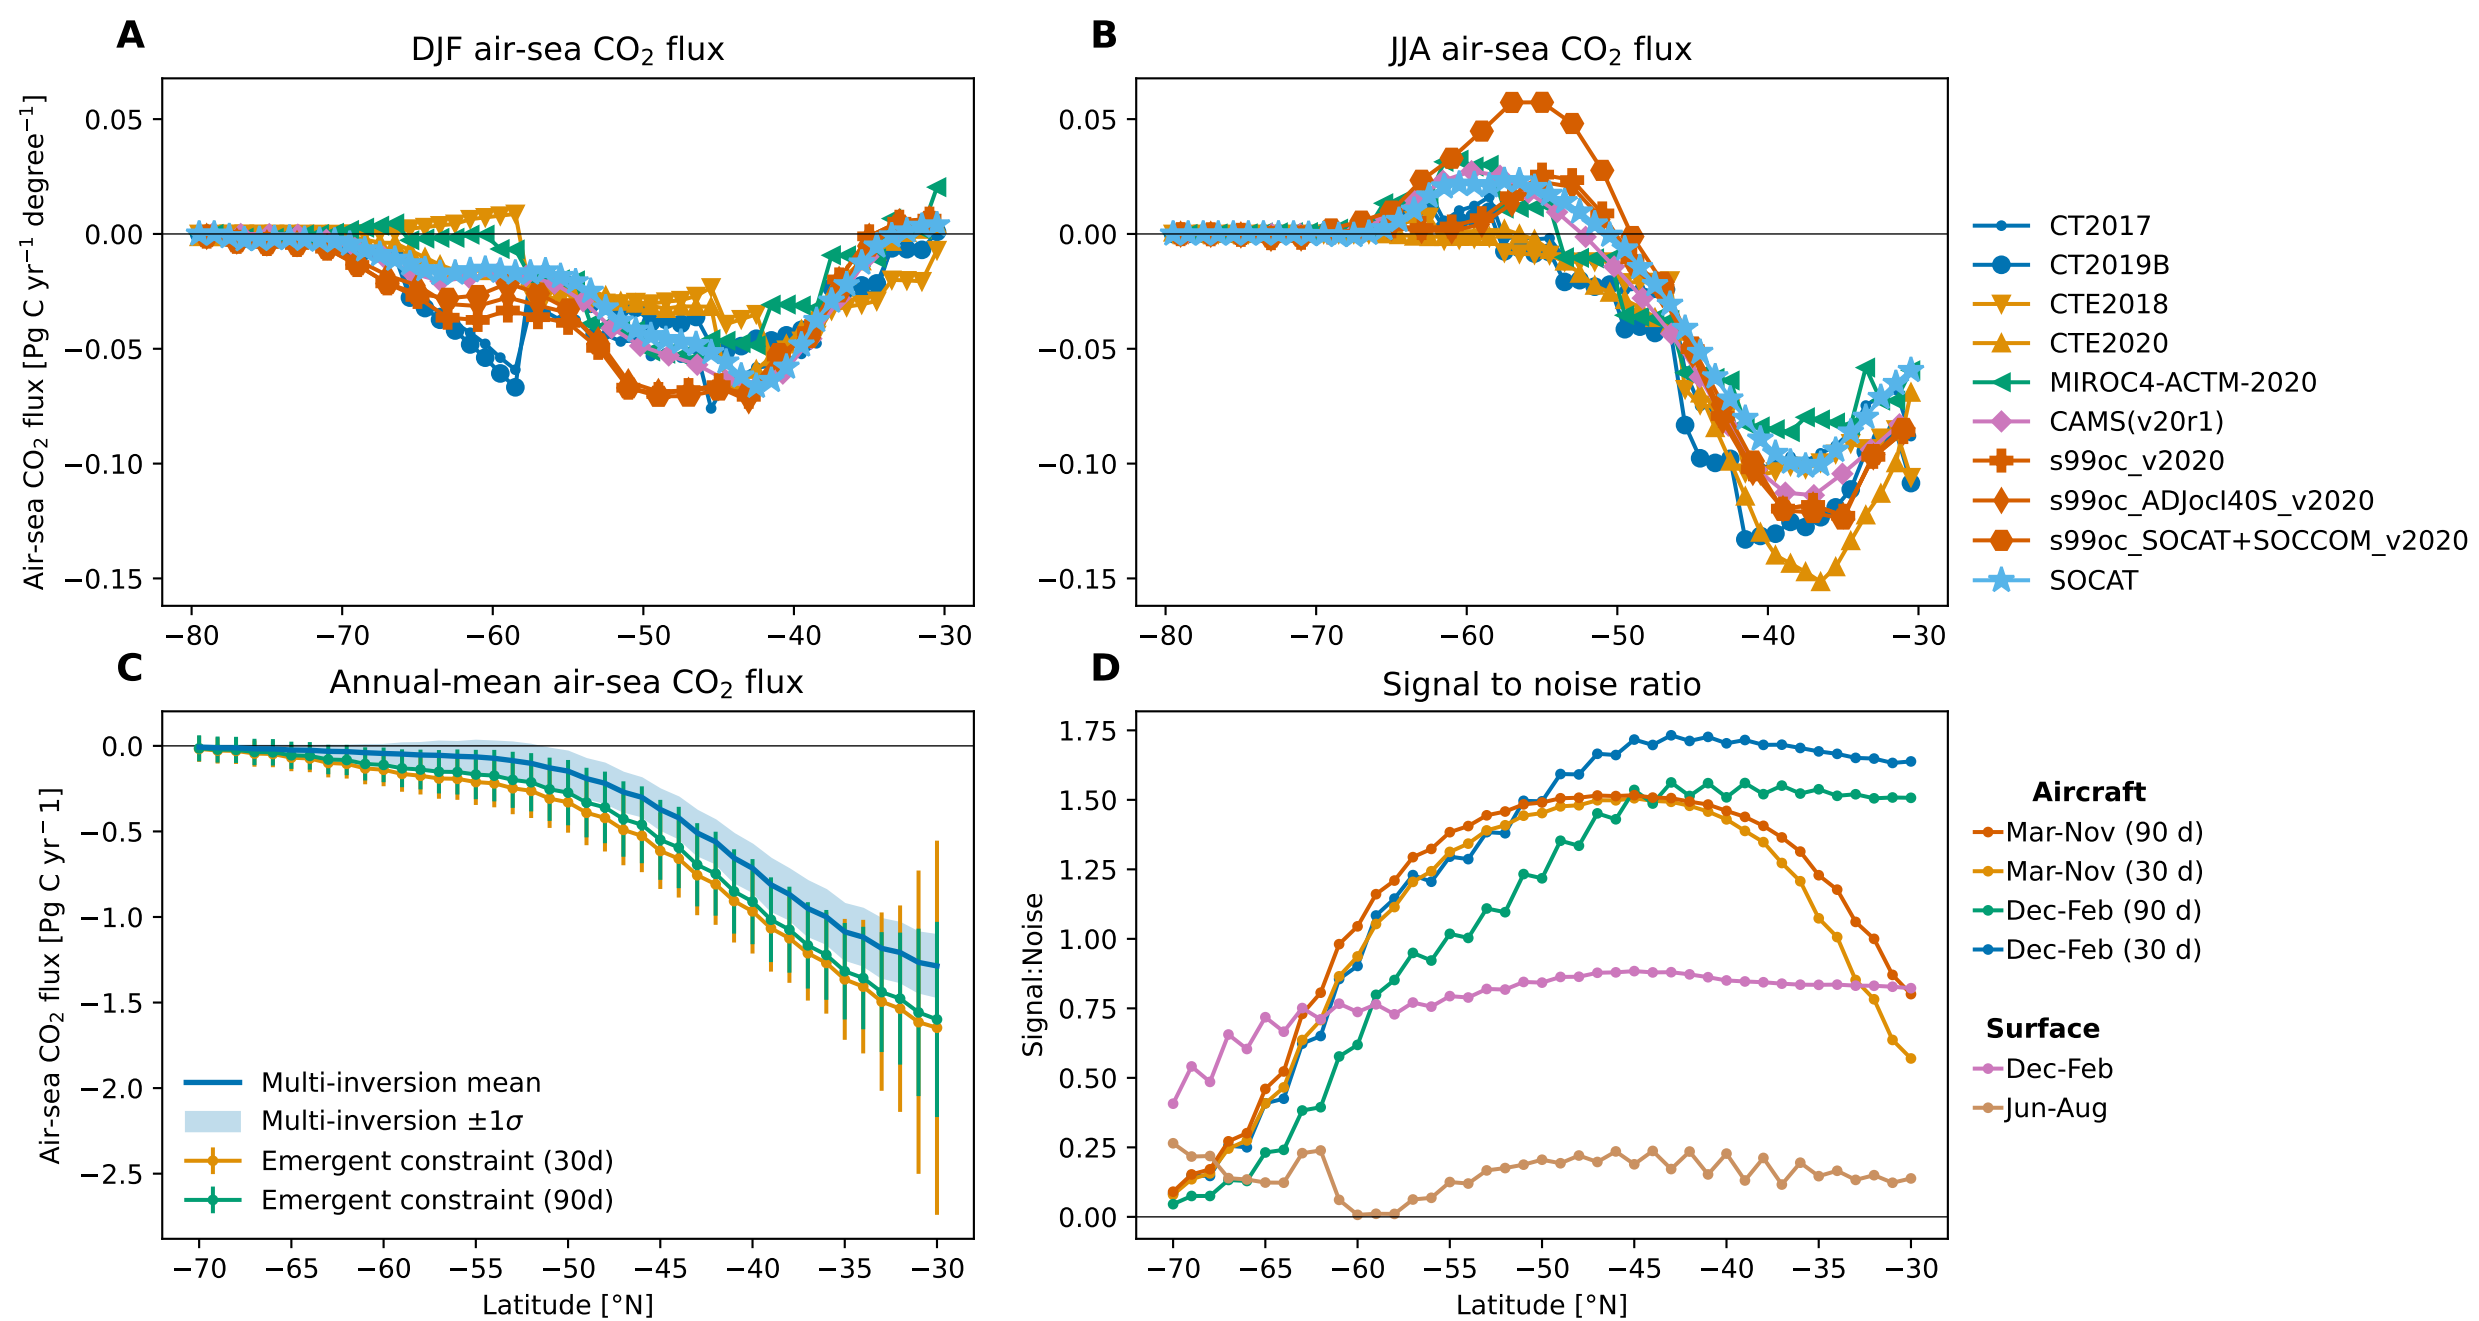 A
DJF air-sea CO₂ flux
Air-sea CO₂ flux [Pg C yr⁻¹ degree⁻¹]
0.05
0.00
−0.05
−0.10
−0.15
−80 −70 −60 −50 −40 −30
B
JJA air-sea CO₂ flux
0.05
0.00
−0.05
−0.10
−0.15
−80 −70 −60 −50 −40 −30
CT2017
CT2019B
CTE2018
CTE2020
MIROC4-ACTM-2020
CAMS(v20r1)
s99oc_v2020
s99oc_ADJocI40S_v2020
s99oc_SOCAT+SOCCOM_v2020
SOCAT
C
Annual-mean air-sea CO₂ flux
Air-sea CO₂ flux [Pg C yr⁻ 1]
0.0
−0.5
−1.0
−1.5
−2.0
−2.5
Multi-inversion mean
Multi-inversion ±1σ
Emergent constraint (30d)
Emergent constraint (90d)
−70 −65 −60 −55 −50 −45 −40 −35 −30
Latitude [°N]
D
Signal to noise ratio
Signal:Noise
1.75
1.50
1.25
1.00
0.75
0.50
0.25
0.00
−70 −65 −60 −55 −50 −45 −40 −35 −30
Latitude [°N]
Aircraft
Mar-Nov (90 d)
Mar-Nov (30 d)
Dec-Feb (90 d)
Dec-Feb (30 d)
Surface
Dec-Feb
Jun-Aug